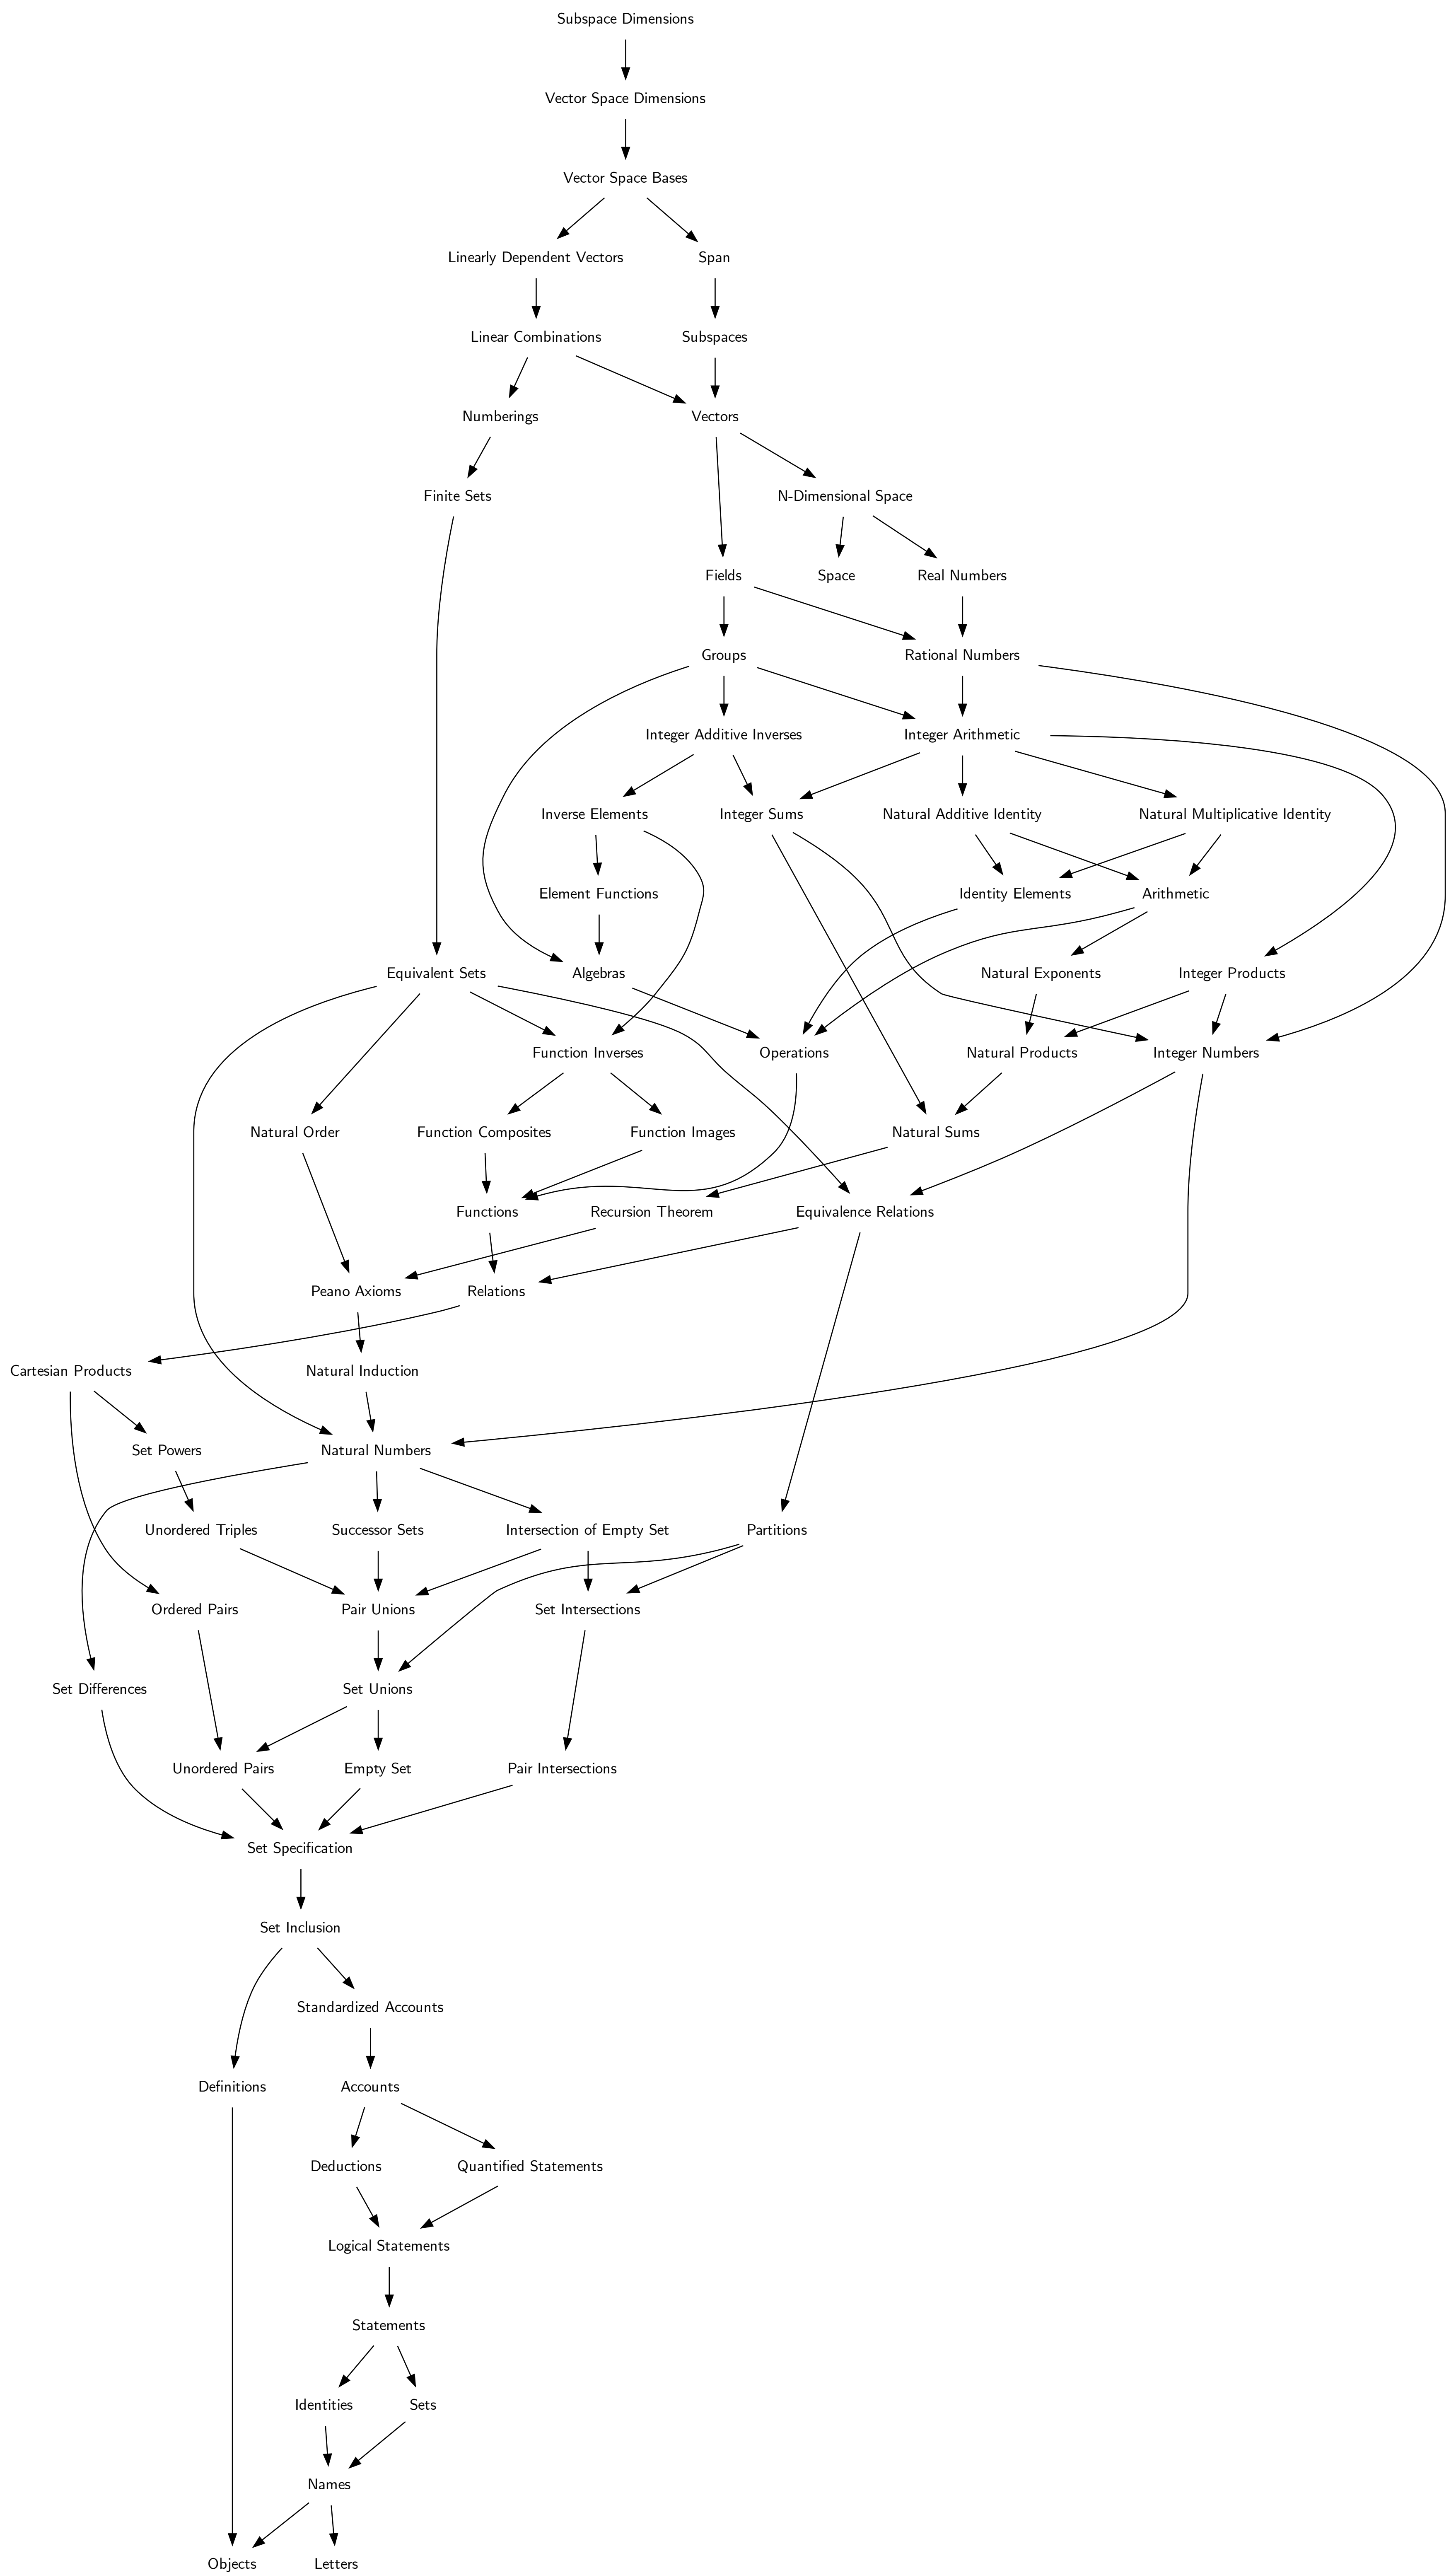 Subspace Dimensions
Vector Space Dimensions
Vector Space Bases
Linearly Dependent Vectors
Span
Linear Combinations
Subspaces
Numberings
Vectors
Finite Sets
N-Dimensional Space
Fields
Space
Real Numbers
Groups
Rational Numbers
Integer Additive Inverses
Integer Arithmetic
Inverse Elements
Integer Sums
Natural Additive Identity
Natural Multiplicative Identity
Element Functions
Identity Elements
Arithmetic
Equivalent Sets
Algebras
Natural Exponents
Integer Products
Function Inverses
Operations
Natural Products
Integer Numbers
Natural Order
Function Composites
Function Images
Natural Sums
Functions
Recursion Theorem
Equivalence Relations
Peano Axioms
Relations
Cartesian Products
Natural Induction
Set Powers
Natural Numbers
Unordered Triples
Successor Sets
Intersection of Empty Set
Partitions
Ordered Pairs
Pair Unions
Set Intersections
Set Differences
Set Unions
Unordered Pairs
Empty Set
Pair Intersections
Set Specification
Set Inclusion
Standardized Accounts
Definitions
Accounts
Deductions
Quantified Statements
Logical Statements
Statements
Identities
Sets
Names
Objects
Letters